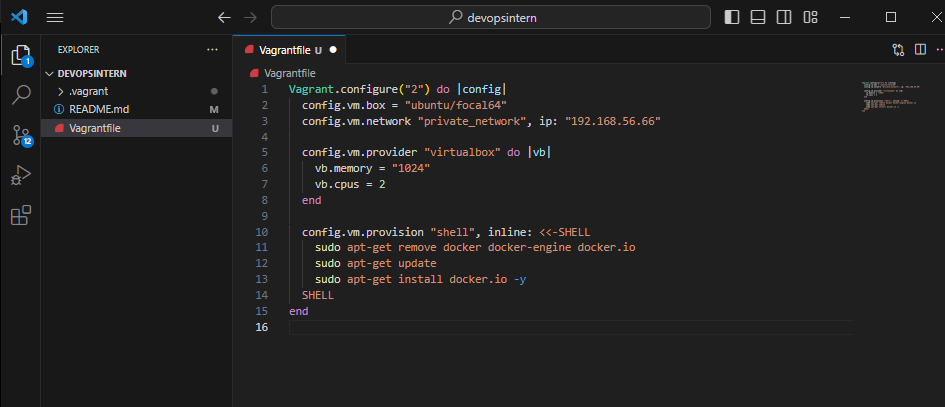 devopsintern
EXPLORER
Vagrantfile U
DEVOPSINTERN
.vagrant
README.md M
Vagrantfile U
1
12
Vagrantfile
1 Vagrant.configure("2") do |config|
2   config.vm.box = "ubuntu/focal64"
3   config.vm.network "private_network", ip: "192.168.56.66"
4
5   config.vm.provider "virtualbox" do |vb|
6     vb.memory = "1024"
7     vb.cpus = 2
8   end
9
10   config.vm.provision "shell", inline: <<-SHELL
11     sudo apt-get remove docker docker-engine docker.io
12     sudo apt-get update
13     sudo apt-get install docker.io -y
14   SHELL
15 end
16